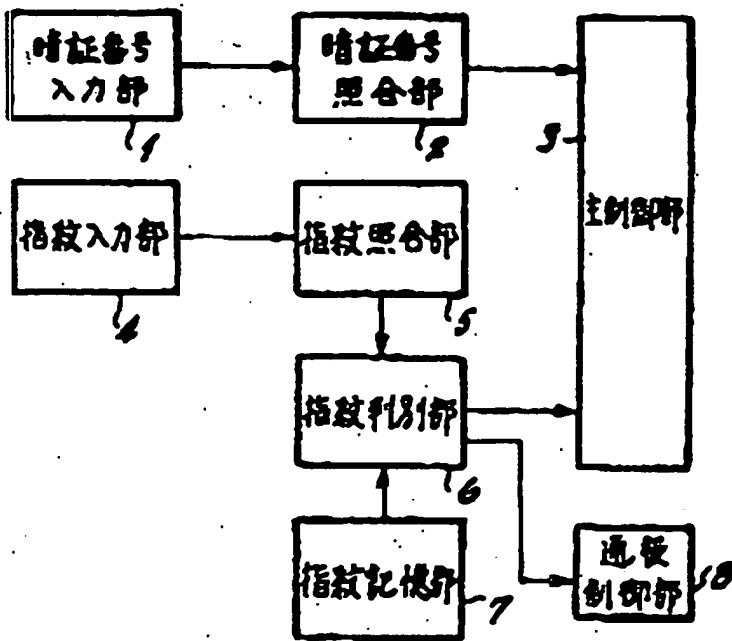 暗証番号
入力部
1
暗証番号
照合部
2
主制御部
3
指紋入力部
4
指紋照合部
5
指紋判別部
6
指紋記憶部
7
通報
制御部
8